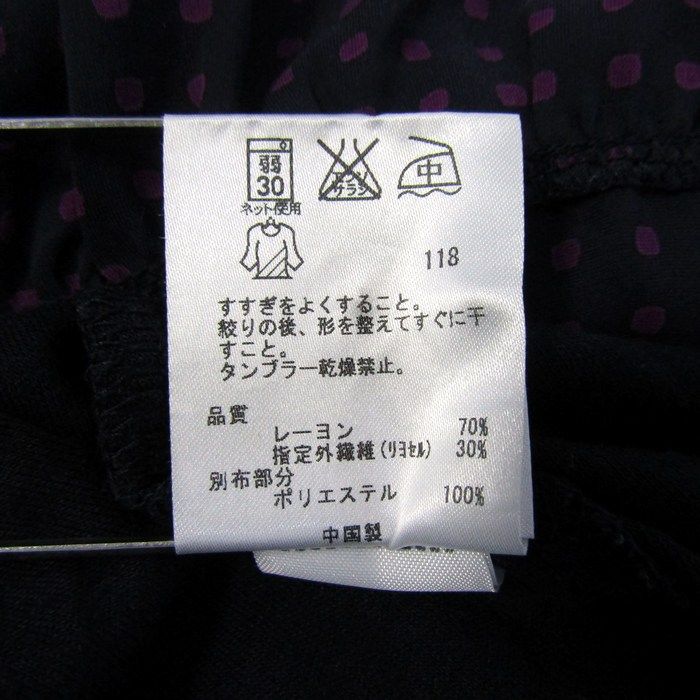 弱
30
ネット使用
エンソ
サラシ
中
118
すすぎをよくすること。
絞りの後、形を整えてすぐに干
すこと。
タンブラー乾燥禁止。
品質
レーヨン 70%
指定外繊維(リヨセル) 30%
別布部分
ポリエステル 100%
中国製